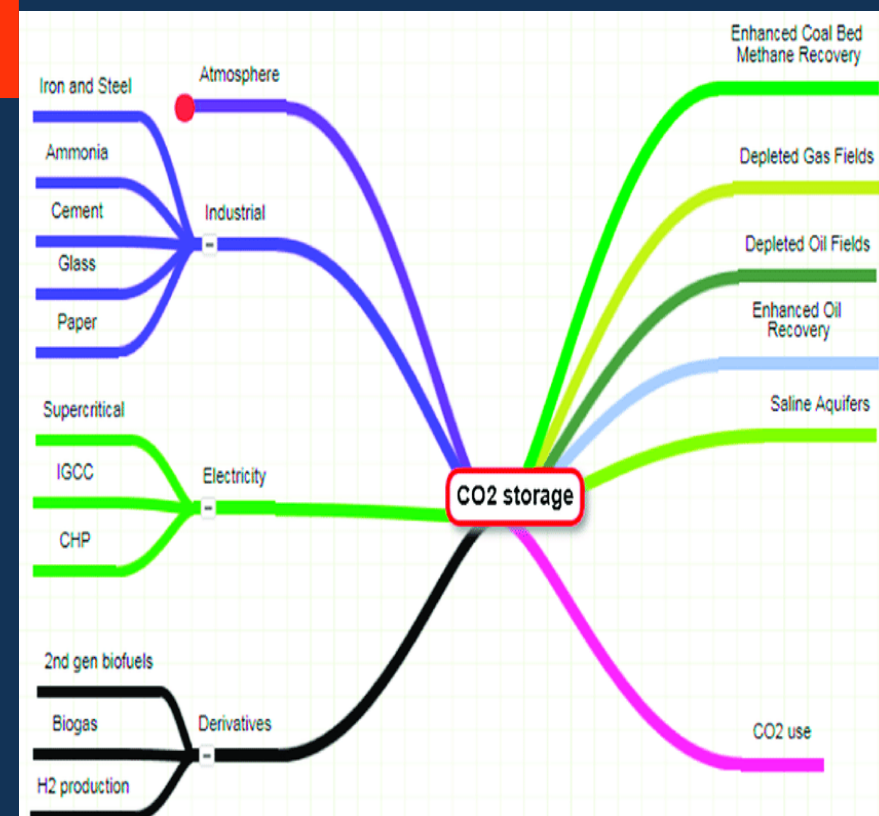 Atmosphere
Iron and Steel
Ammonia
Cement
Glass
Paper
Industrial
Supercritical
IGCC
CHP
Electricity
2nd gen biofuels
Biogas
H2 production
Derivatives
CO2 storage
Enhanced Coal Bed
Methane Recovery
Depleted Gas Fields
Depleted Oil Fields
Enhanced Oil
Recovery
Saline Aquifers
CO2 use